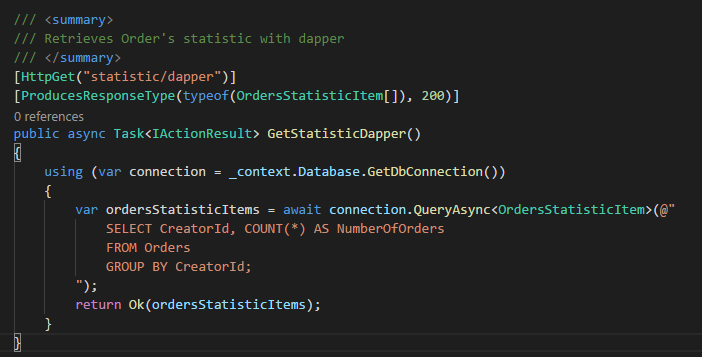 /// <summary>
/// Retrieves Order's statistic with dapper
/// </summary>
[HttpGet("statistic/dapper")]
[ProducesResponseType(typeof(OrdersStatisticItem[]), 200)]
0 references
public async Task<IActionResult> GetStatisticDapper()
{
    using (var connection = _context.Database.GetDbConnection())
    {
        var ordersStatisticItems = await connection.QueryAsync<OrdersStatisticItem>(@"
            SELECT CreatorId, COUNT(*) AS NumberOfOrders
            FROM Orders
            GROUP BY CreatorId;
        ");
        return Ok(ordersStatisticItems);
    }
}